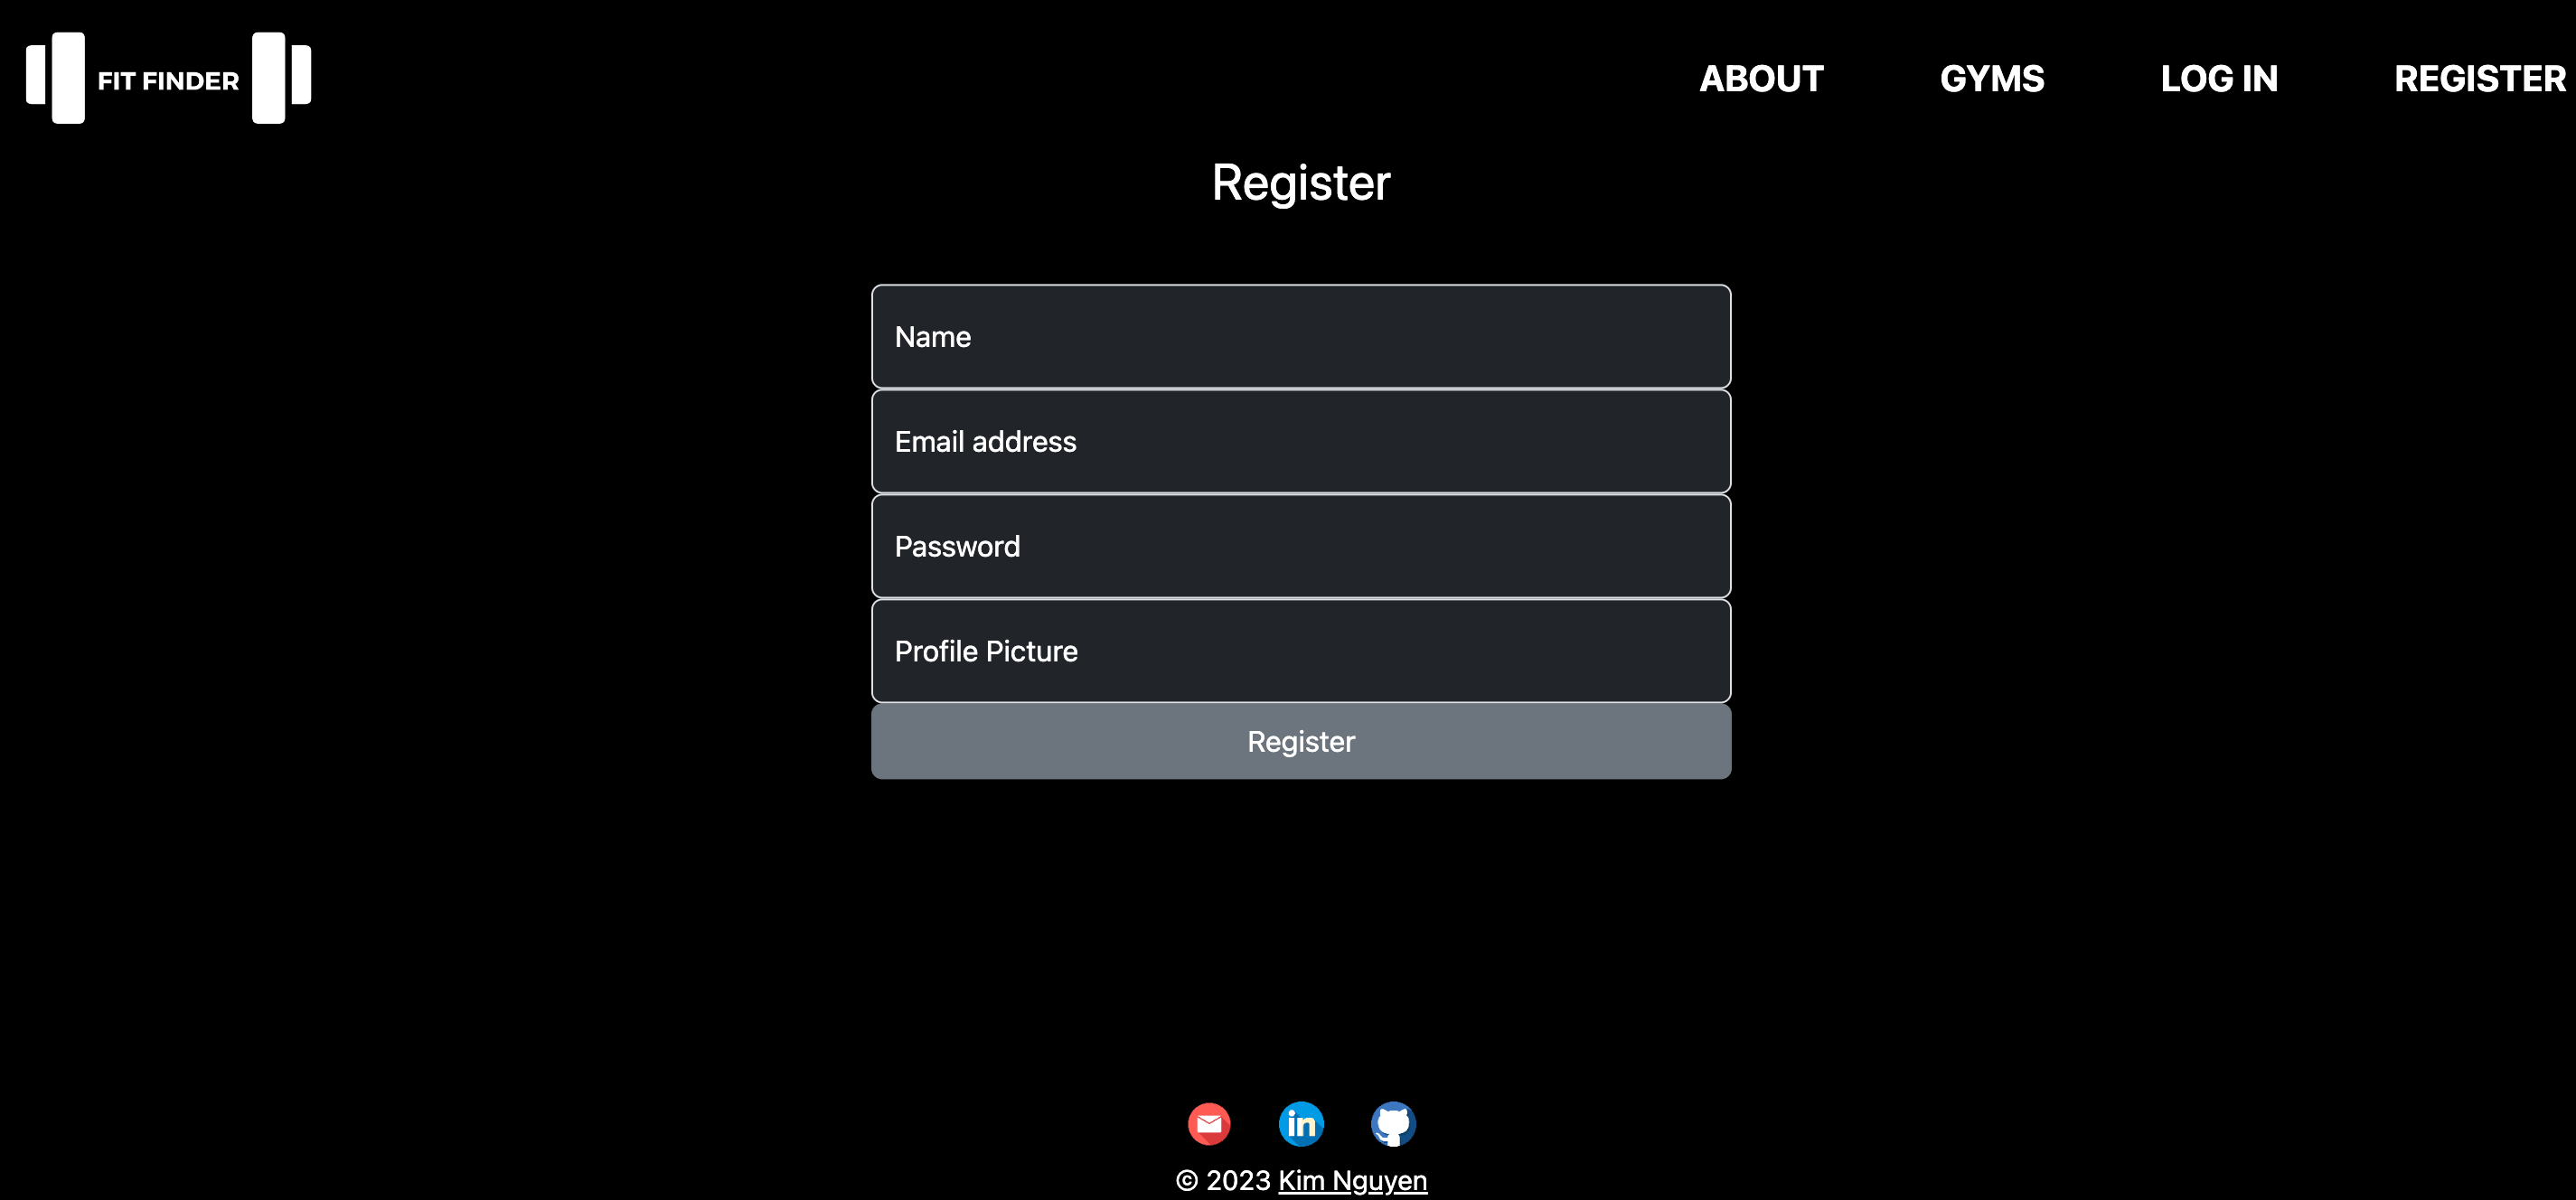 FIT FINDER
ABOUT GYMS LOG IN REGISTER
Register
Name
Email address
Password
Profile Picture
Register
in
© 2023 Kim Nguyen